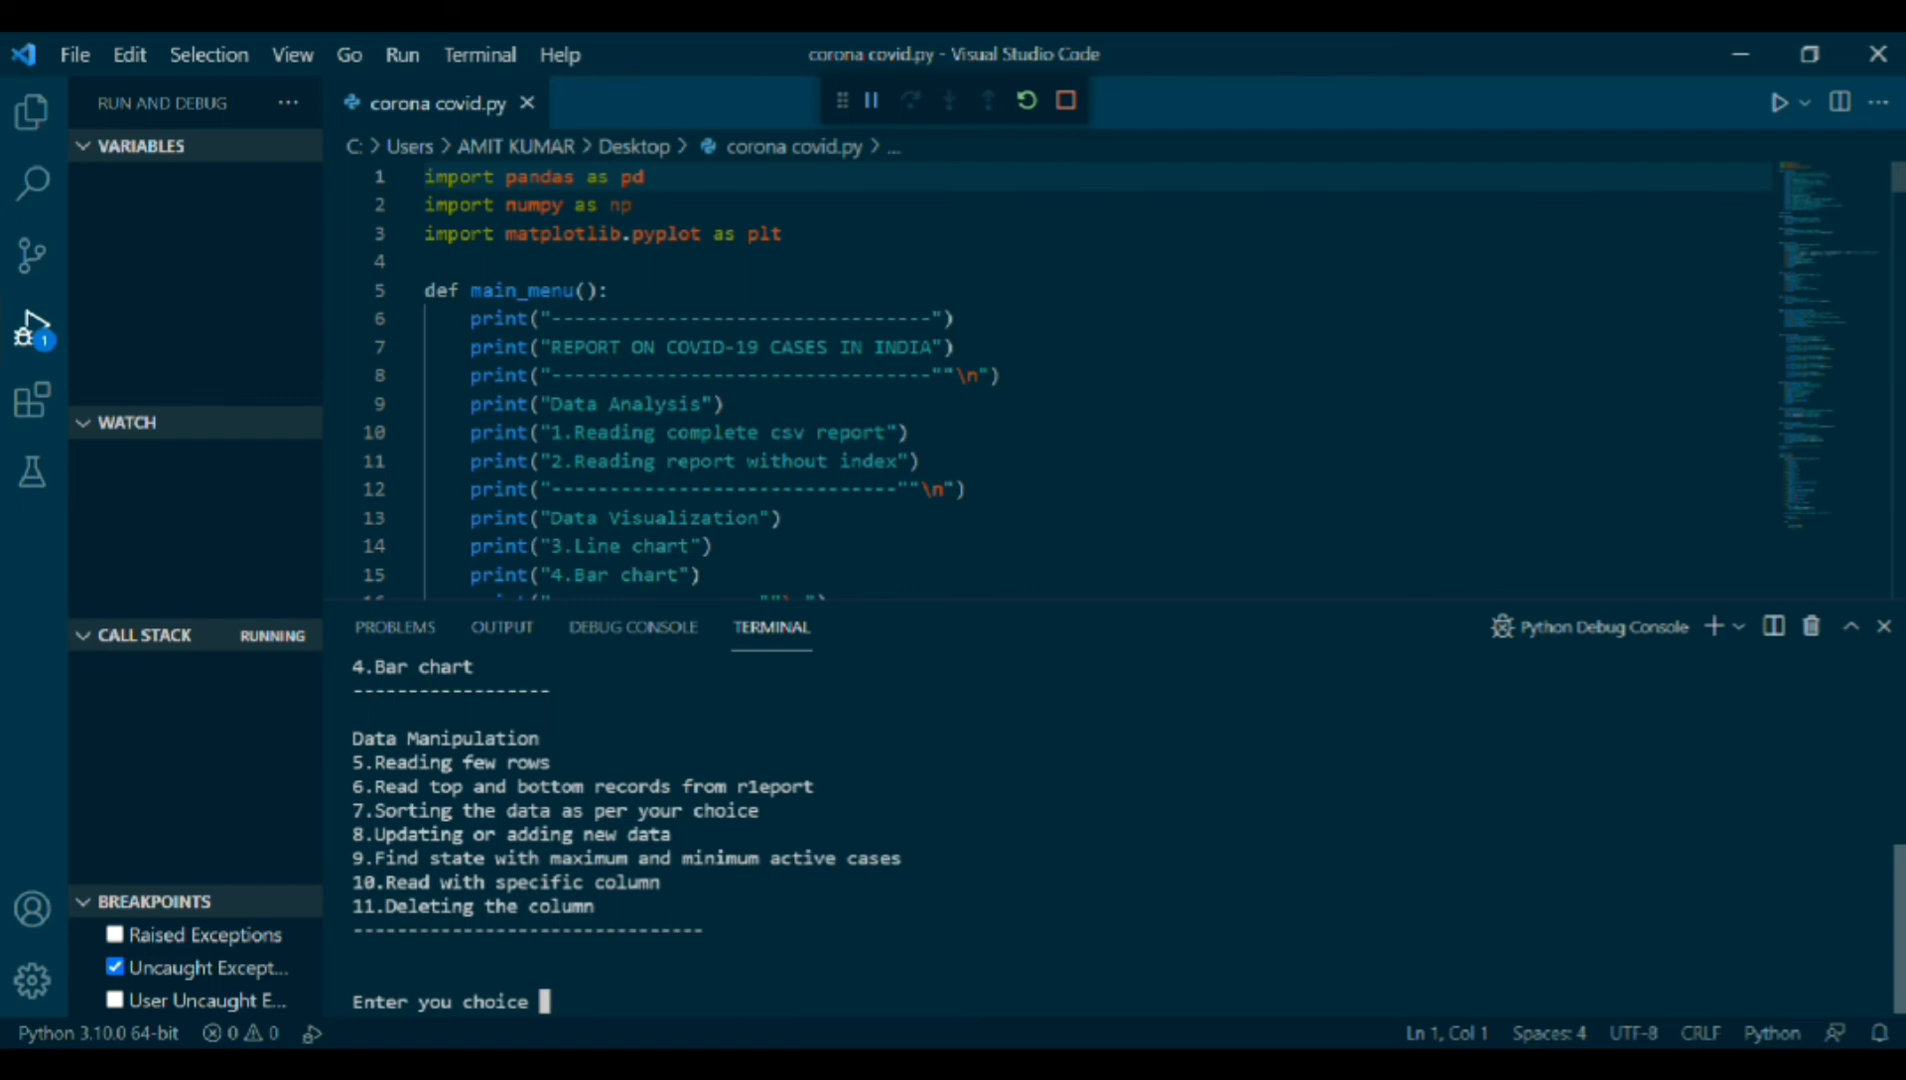 File Edit Selection View Go Run Terminal Help corona covid.py - Visual Studio Code
RUN AND DEBUG ...
corona covid.py
VARIABLES
C: > Users > AMIT KUMAR > Desktop > corona covid.py > ...
1 import pandas as pd
2 import numpy as np
3 import matplotlib.pyplot as plt
4
5 def main_menu():
6 print("---------------------------------")
7 print("REPORT ON COVID-19 CASES IN INDIA")
8 print("---------------------------------""\n")
9 print("Data Analysis")
10 print("1.Reading complete csv report")
11 print("2.Reading report without index")
12 print("------------------------------""\n")
13 print("Data Visualization")
14 print("3.Line chart")
15 print("4.Bar chart")
WATCH
CALL STACK RUNNING
BREAKPOINTS
Raised Exceptions
Uncaught Except...
User Uncaught E...
PROBLEMS OUTPUT DEBUG CONSOLE TERMINAL Python Debug Console
4.Bar chart
------------------
Data Manipulation
5.Reading few rows
6.Read top and bottom records from r1eport
7.Sorting the data as per your choice
8.Updating or adding new data
9.Find state with maximum and minimum active cases
10.Read with specific column
11.Deleting the column
--------------------------------
Enter you choice
1
Python 3.10.0 64-bit 0 0 Ln 1, Col 1 Spaces: 4 UTF-8 CRLF Python